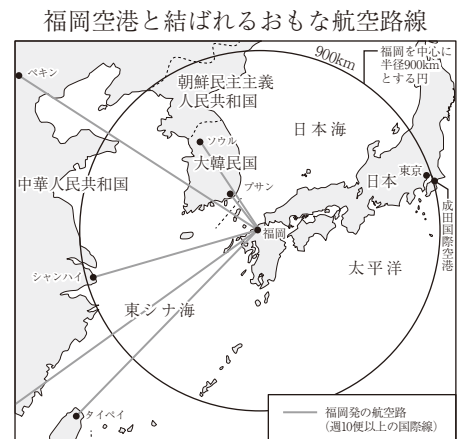 福岡空港と結ばれるおもな航空路線
900km
福岡を中心に
半径900km
とする円
ペキン
朝鮮民主主義
人民共和国
ソウル
日本海
大韓民国
中華人民共和国
プサン
日本
東京
成田国際空港
福岡
シャンハイ
太平洋
東シナ海
タイペイ
福岡発の航空路
(週10便以上の国際線)